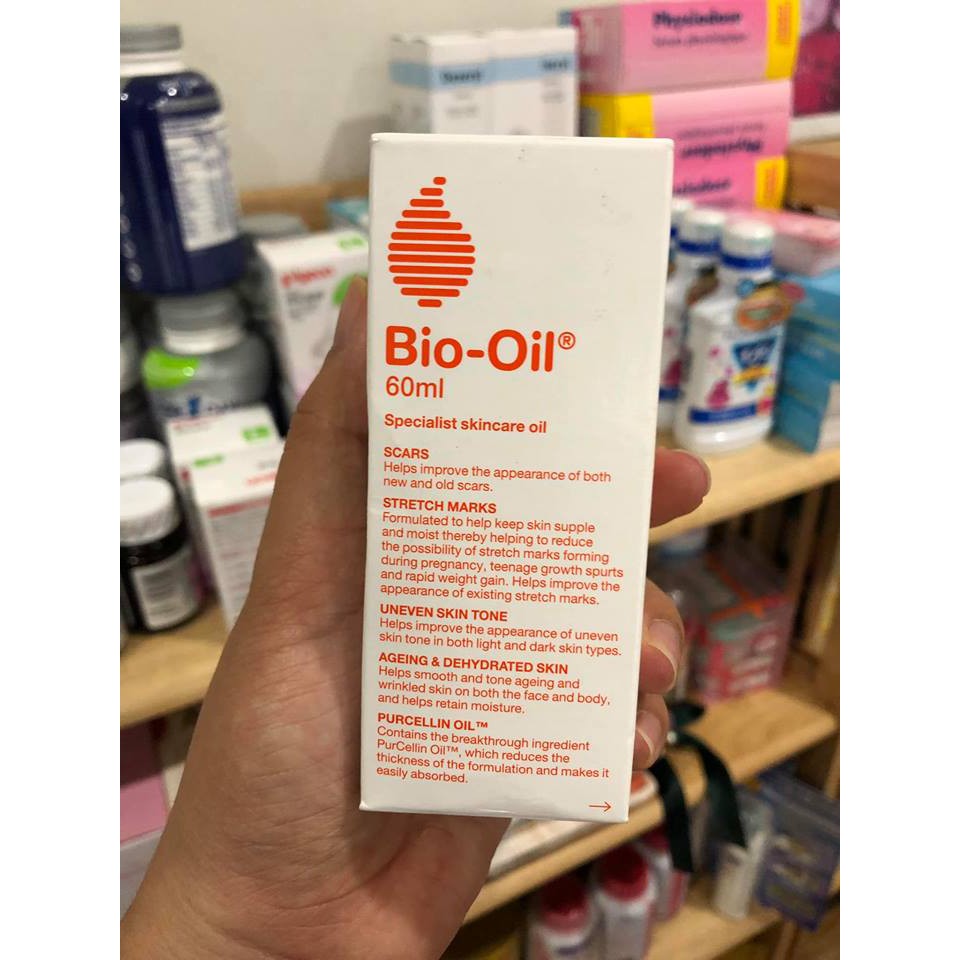 Bio-Oil®
60ml
Specialist skincare oil
SCARS
Helps improve the appearance of both
new and old scars.
STRETCH MARKS
Formulated to help keep skin supple
and moist thereby helping to reduce
the possibility of stretch marks forming
during pregnancy, teenage growth spurts
and rapid weight gain. Helps improve the
appearance of existing stretch marks.
UNEVEN SKIN TONE
Helps improve the appearance of uneven
skin tone in both light and dark skin types.
AGEING & DEHYDRATED SKIN
Helps smooth and tone ageing and
wrinkled skin on both the face and body,
and helps retain moisture.
PURCELLIN OIL™
Contains the breakthrough ingredient
PurCellin Oil™, which reduces the
thickness of the formulation and makes it
easily absorbed.
Physiodose
Physiodose